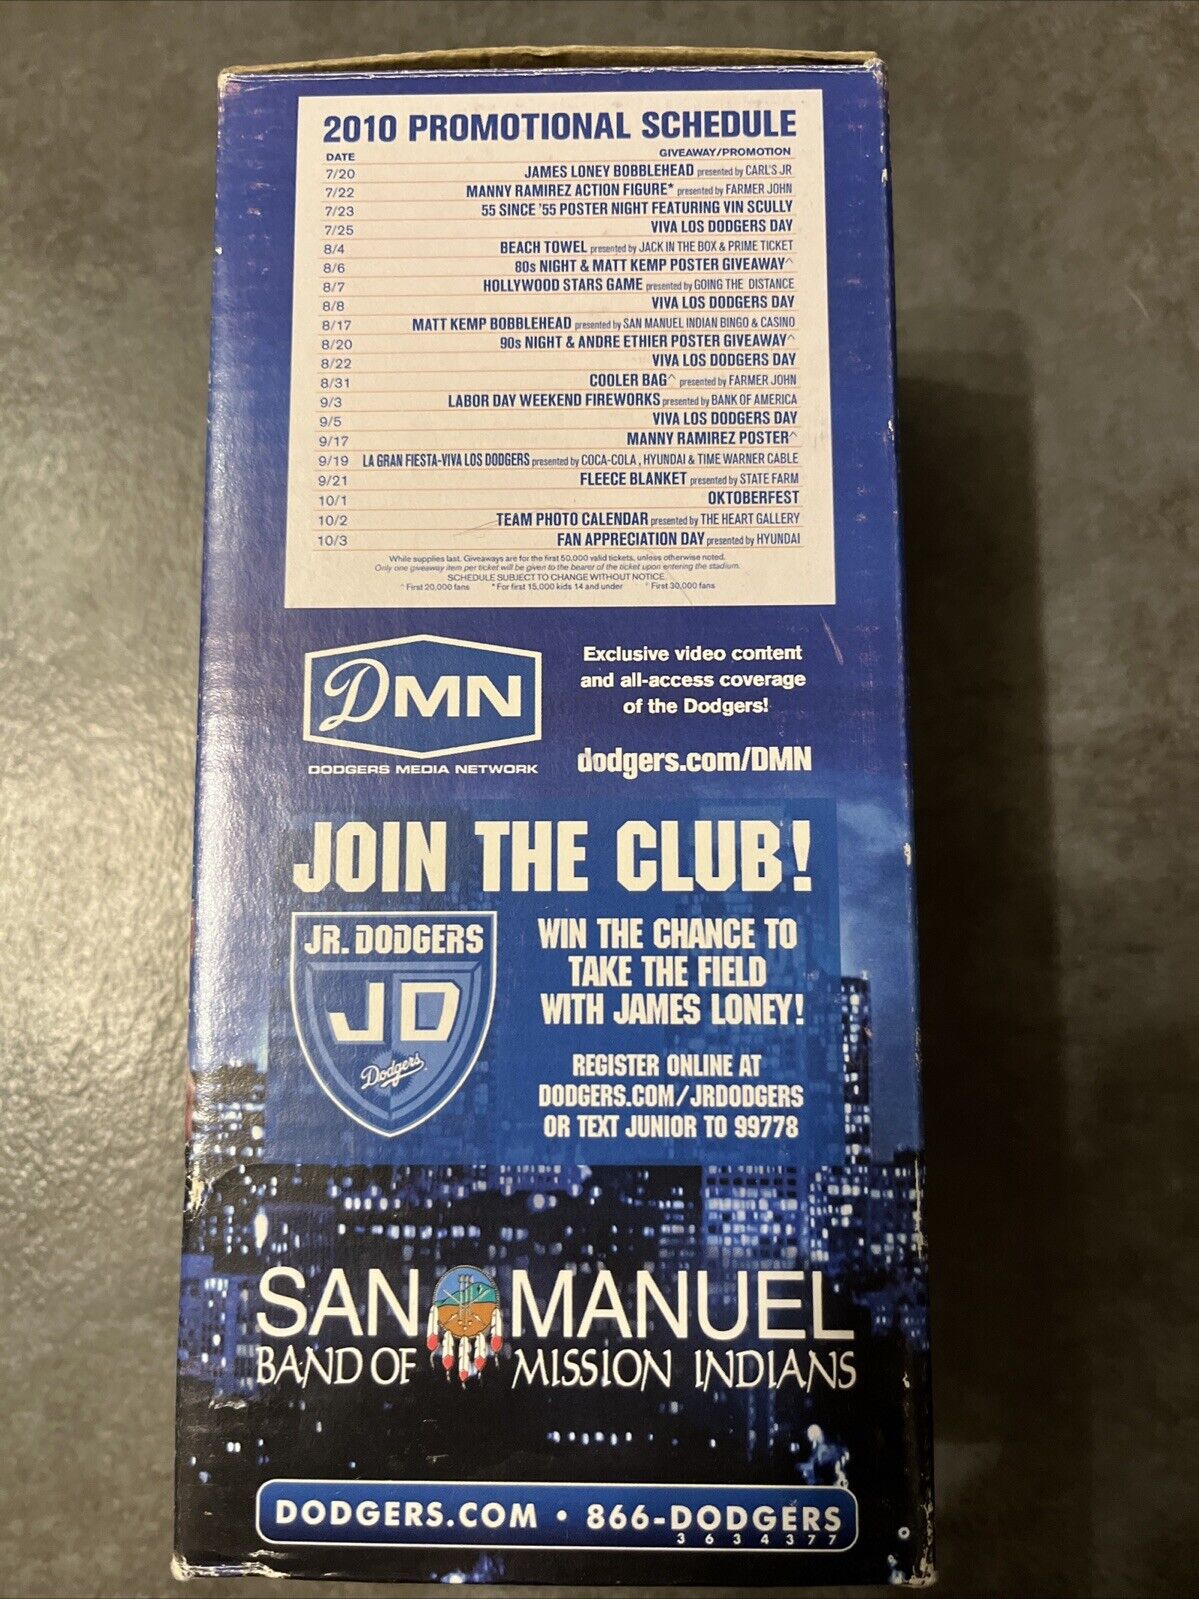 2010 PROMOTIONAL SCHEDULE
DATE GIVEAWAY/PROMOTION
7/20 JAMES LONEY BOBBLEHEAD presented by CARL'S JR
7/22 MANNY RAMIREZ ACTION FIGURE* presented by FARMER JOHN
7/23 55 SINCE '55 POSTER NIGHT FEATURING VIN SCULLY
7/25 VIVA LOS DODGERS DAY
8/4 BEACH TOWEL presented by JACK IN THE BOX & PRIME TICKET
8/6 80s NIGHT & MATT KEMP POSTER GIVEAWAY^
8/7 HOLLYWOOD STARS GAME presented by GOING THE DISTANCE
8/8 VIVA LOS DODGERS DAY
8/17 MATT KEMP BOBBLEHEAD presented by SAN MANUEL INDIAN BINGO & CASINO
8/20 90s NIGHT & ANDRE ETHIER POSTER GIVEAWAY^
8/22 VIVA LOS DODGERS DAY
8/31 COOLER BAG^ presented by FARMER JOHN
9/3 LABOR DAY WEEKEND FIREWORKS presented by BANK OF AMERICA
9/5 VIVA LOS DODGERS DAY
9/17 MANNY RAMIREZ POSTER^
9/19 LA GRAN FIESTA-VIVA LOS DODGERS presented by COCA-COLA, HYUNDAI & TIME WARNER CABLE
9/21 FLEECE BLANKET presented by STATE FARM
10/1 OKTOBERFEST
10/2 TEAM PHOTO CALENDAR presented by THE HEART GALLERY
10/3 FAN APPRECIATION DAY presented by HYUNDAI
While supplies last. Giveaways are for the first 50,000 valid tickets, unless otherwise noted.
Only one giveaway item per ticket will be given to the bearer of the ticket upon entering the stadium.
SCHEDULE SUBJECT TO CHANGE WITHOUT NOTICE.
^ First 20,000 fans * For first 15,000 kids 14 and under First 30,000 fans
DMN
DODGERS MEDIA NETWORK
Exclusive video content
and all-access coverage
of the Dodgers!
dodgers.com/DMN
JOIN THE CLUB!
JR. DODGERS
JD
Dodgers
WIN THE CHANCE TO
TAKE THE FIELD
WITH JAMES LONEY!
REGISTER ONLINE AT
DODGERS.COM/JRDODGERS
OR TEXT JUNIOR TO 99778
SAN MANUEL
BAND OF MISSION INDIANS
DODGERS.COM • 866-DODGERS
3 6 3 4 3 7 7